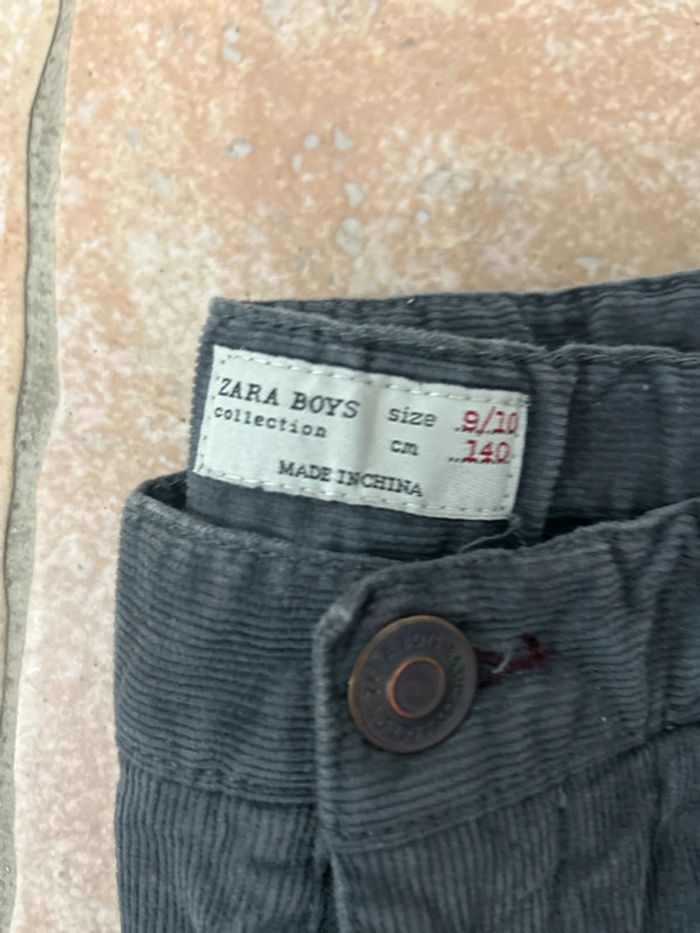 ZARA BOYS size 9/10
collection cm 140
MADE IN CHINA